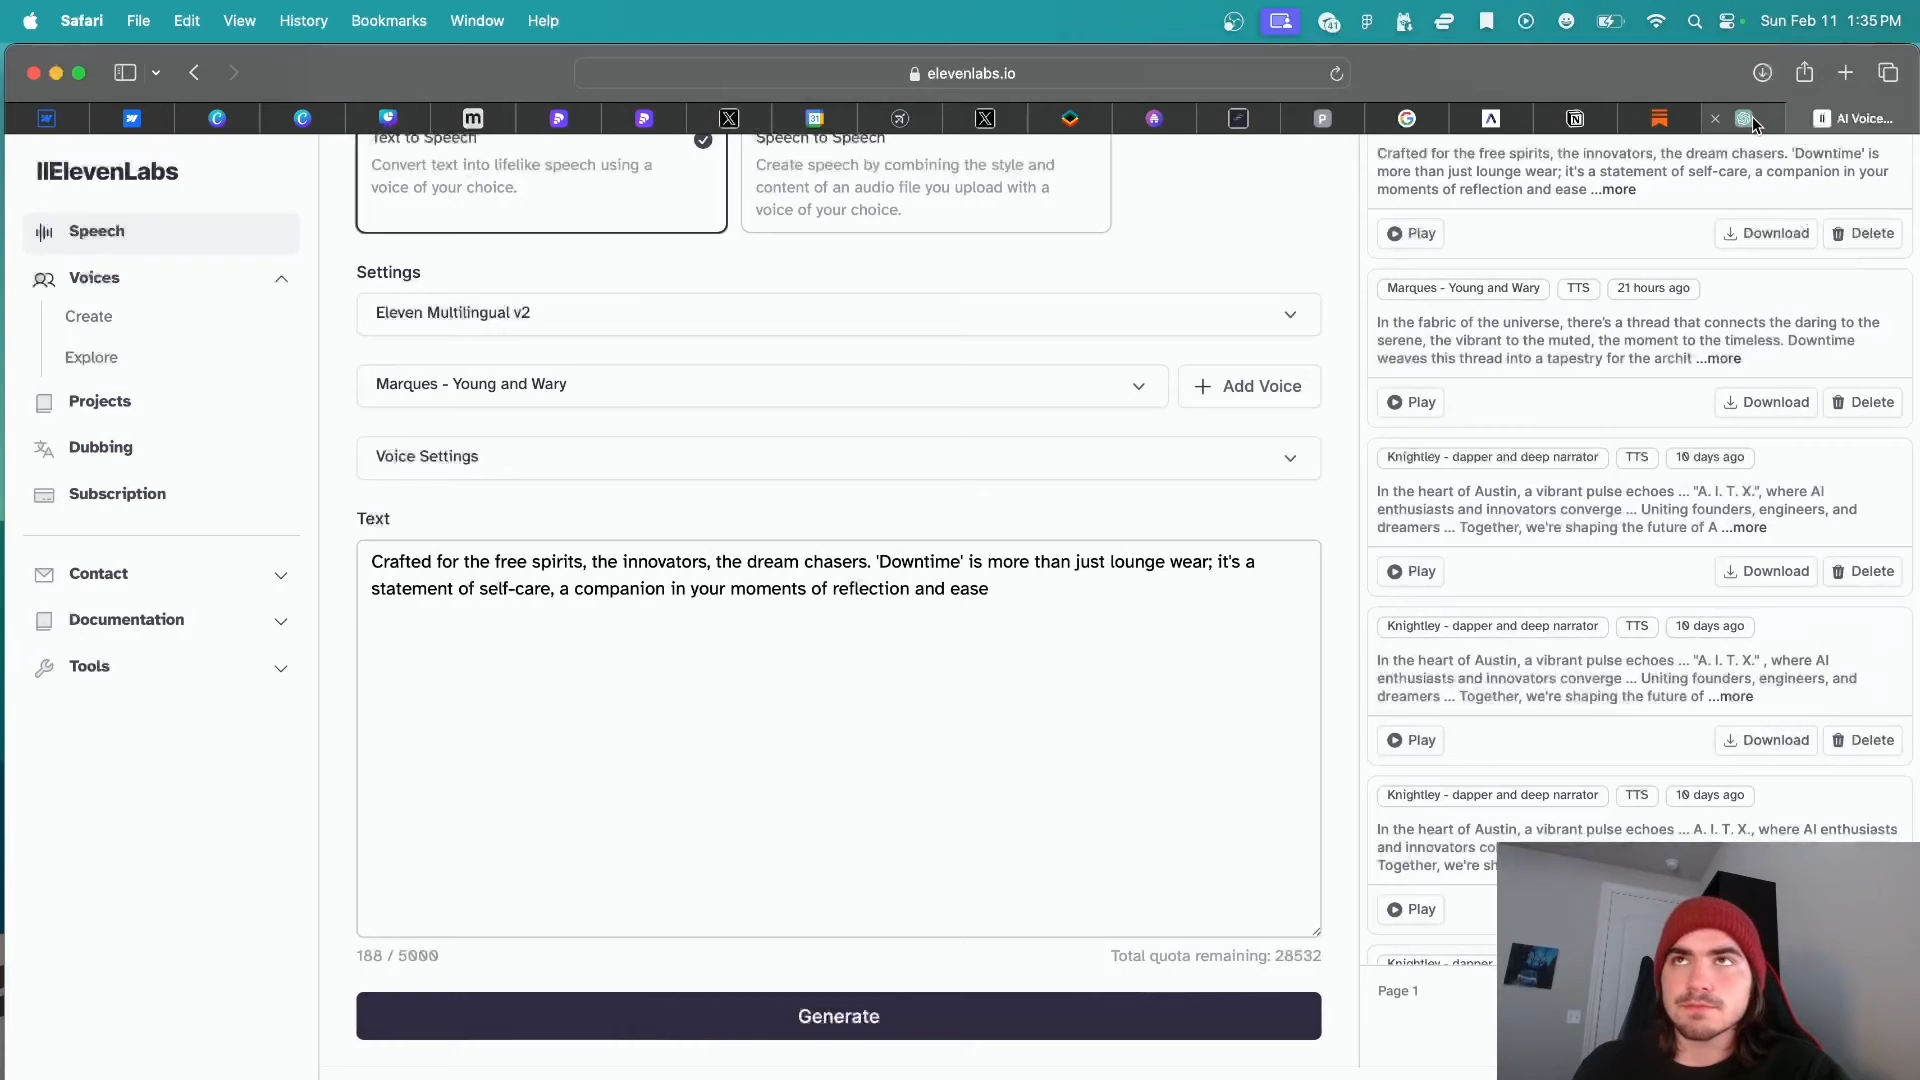 Safari File Edit View History Bookmarks Window Help
41
Sun Feb 11 1:35 PM
elevenlabs.io
31
AI Voice...
IIElevenLabs
Speech
Voices
Create
Explore
Projects
Dubbing
Subscription
Contact
Documentation
Tools
Text to Speech
Convert text into lifelike speech using a
voice of your choice.
Speech to Speech
Create speech by combining the style and
content of an audio file you upload with a
voice of your choice.
Settings
Eleven Multilingual v2
Marques - Young and Wary
Add Voice
Voice Settings
Text
Crafted for the free spirits, the innovators, the dream chasers. 'Downtime' is more than just lounge wear; it's a
statement of self-care, a companion in your moments of reflection and ease
188 / 5000
Total quota remaining: 28532
Generate
Crafted for the free spirits, the innovators, the dream chasers. 'Downtime' is
more than just lounge wear; it's a statement of self-care, a companion in your
moments of reflection and ease ...more
Play Download Delete
Marques - Young and Wary TTS 21 hours ago
In the fabric of the universe, there's a thread that connects the daring to the
serene, the vibrant to the muted, the moment to the timeless. Downtime
weaves this thread into a tapestry for the archit ...more
Play Download Delete
Knightley - dapper and deep narrator TTS 10 days ago
In the heart of Austin, a vibrant pulse echoes ... "A. I. T. X.", where AI
enthusiasts and innovators converge ... Uniting founders, engineers, and
dreamers ... Together, we're shaping the future of A ...more
Play Download Delete
Knightley - dapper and deep narrator TTS 10 days ago
In the heart of Austin, a vibrant pulse echoes ... "A. I. T. X." , where AI
enthusiasts and innovators converge ... Uniting founders, engineers, and
dreamers ... Together, we're shaping the future of ...more
Play Download Delete
Knightley - dapper and deep narrator TTS 10 days ago
In the heart of Austin, a vibrant pulse echoes ... A. I. T. X., where AI enthusiasts
and innovators co
Together, we're sh
Play
Knightley - dapper
Page 1